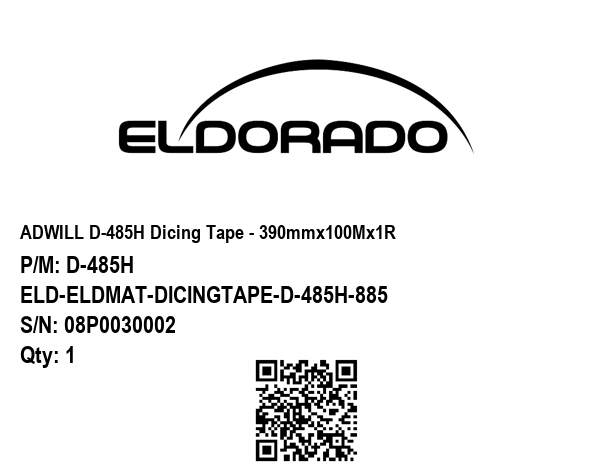 ELDORADO
ADWILL D-485H Dicing Tape - 390mmx100Mx1R
P/M: D-485H
ELD-ELDMAT-DICINGTAPE-D-485H-885
S/N: 08P0030002
Qty: 1